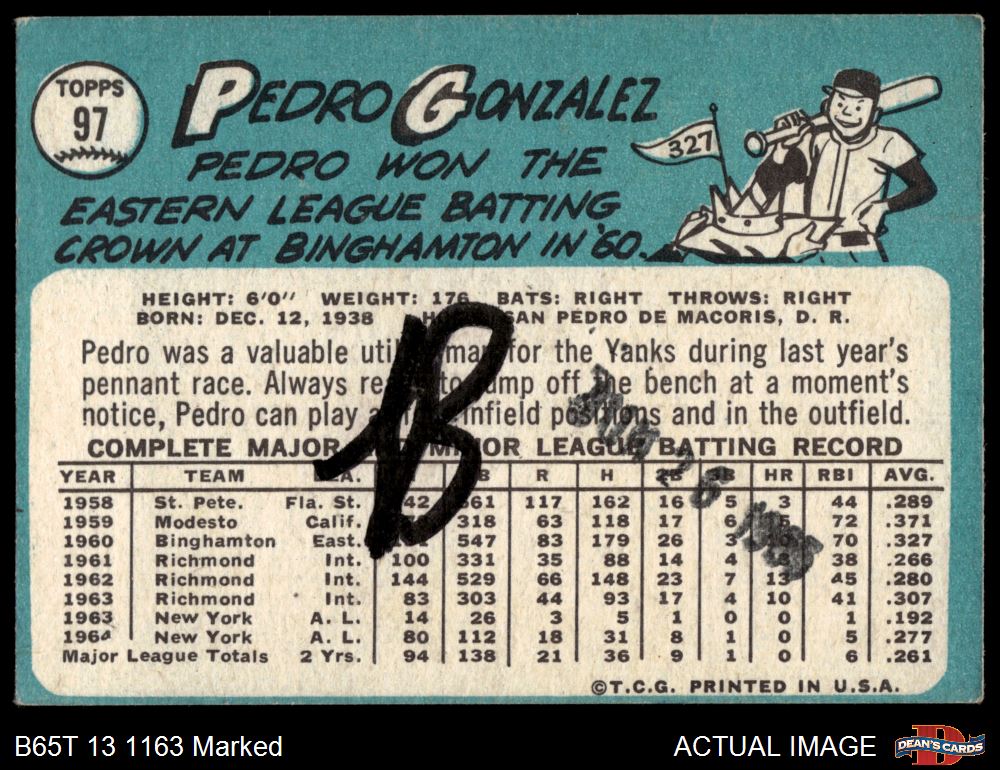 TOPPS
97
PEDRO GONZALEZ
327
PEDRO WON THE
EASTERN LEAGUE BATTING
CROWN AT BINGHAMTON IN '60.
HEIGHT: 6'0" WEIGHT: 176 BATS: RIGHT THROWS: RIGHT
BORN: DEC. 12, 1938 SAN PEDRO DE MACORIS, D. R.
Pedro was a valuable for the Yanks during last year's
pennant race. Always off the bench at a moment's
notice, Pedro can play infield positions and in the outfield.
COMPLETE MAJOR MINOR LEAGUE BATTING RECORD
B
YEAR TEAM R H HR RBI AVG.
1958 St. Pete. Fla. St. 117 162 16 5 3 44 .289
1959 Modesto Calif. 318 63 118 17 6 72 .371
1960 Binghamton East. 547 83 179 26 3 70 .327
1961 Richmond Int. 100 331 35 88 14 4 38 .266
1962 Richmond Int. 144 529 66 148 23 7 13 45 .280
1963 Richmond Int. 83 303 44 93 17 4 10 41 .307
1963 New York A. L. 14 26 3 5 1 0 0 1 .192
1964 New York A. L. 80 112 18 31 8 1 0 5 .277
Major League Totals 2 Yrs. 94 138 21 36 9 1 0 6 .261
©T.C.G. PRINTED IN U.S.A.
B65T 13 1163 Marked
ACTUAL IMAGE
DEAN'S CARDS